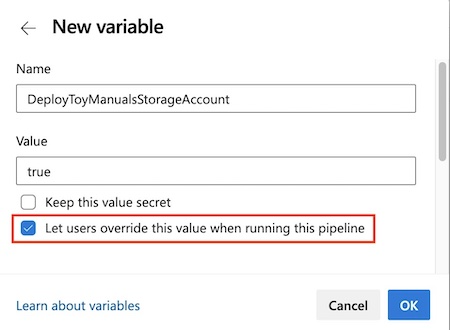 New variable
Name
DeployToyManualsStorageAccount
Value
true
Keep this value secret
Let users override this value when running this pipeline
Learn about variables
Cancel
OK